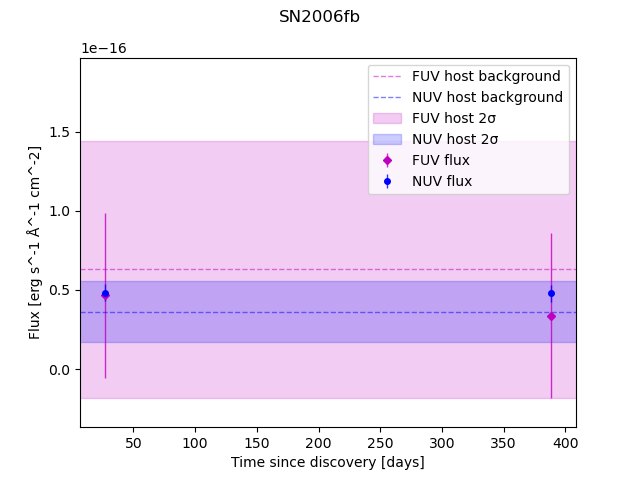 SN2006fb
1e−16
FUV host background
NUV host background
FUV host 2σ
NUV host 2σ
FUV flux
NUV flux
1.5
1.0
0.5
0.0
Flux [erg s^-1 Å^-1 cm^-2]
50 100 150 200 250 300 350 400
Time since discovery [days]